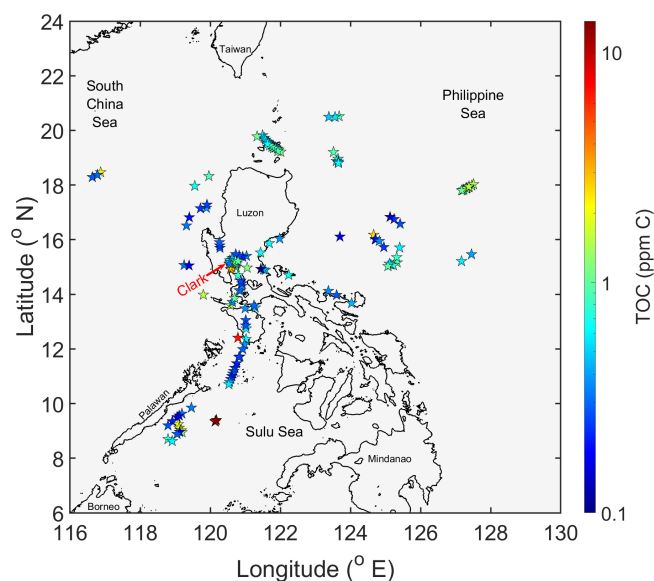 24
22
20
18
16
14
12
10
8
6
Latitude (° N)
116
118
120
122
124
126
128
130
Longitude (° E)
Taiwan
South
China
Sea
Philippine
Sea
Luzon
Clark
Palawan
Sulu Sea
Mindanao
Borneo
10
1
0.1
TOC (ppm C)